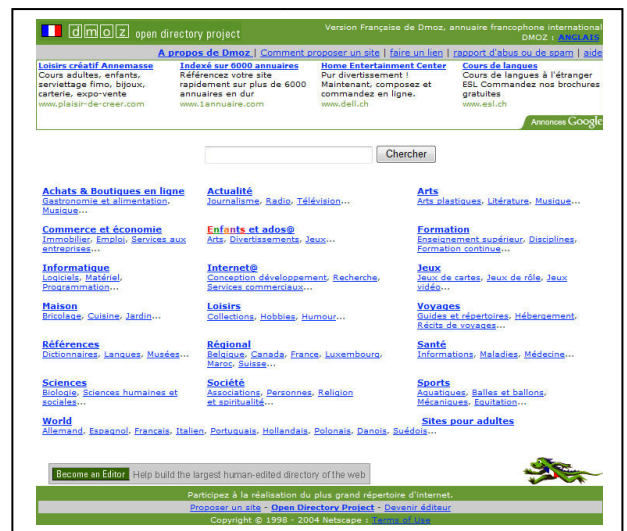 dmoz open directory project
Version Française de Dmoz, annuaire francophone international
DMOZ : ANGLAIS
A propos de Dmoz | Comment proposer un site | faire un lien | rapport d'abus ou de spam | aide
Loisirs créatif Annemasse
Cours adultes, enfants,
serviettage fimo, bijoux,
carterie, expo-vente
www.plaisir-de-creer.com
Indexé sur 6000 annuaires
Référencez votre site
rapidement sur plus de 6000
annuaires en dur
www.1annuaire.com
Home Entertainment Center
Pur divertissement !
Maintenant, composez et
commandez en ligne.
www.dell.ch
Cours de langues
Cours de langues à l'étranger
ESL Commandez nos brochures
gratuites
www.esl.ch
Annonces Google
Chercher
Achats & Boutiques en ligne
Gastronomie et alimentation,
Musique...
Actualité
Journalisme, Radio, Télévision...
Arts
Arts plastiques, Litérature, Musique...
Commerce et économie
Immobilier, Emploi, Services aux
entreprises...
Enfants et ados@
Arts, Divertissements, Jeux...
Formation
Enseignement supérieur, Disciplines,
Formation continue...
Informatique
Logiciels, Matériel,
Programmation...
Internet@
Conception développement, Recherche,
Services commerciaux...
Jeux
Jeux de cartes, Jeux de rôle, Jeux
vidéo...
Maison
Bricolage, Cuisine, Jardin...
Loisirs
Collections, Hobbies, Humour...
Voyages
Guides et répertoires, Hébergement,
Récits de voyages...
Références
Dictionnaires, Langues, Musées...
Régional
Belgique, Canada, France, Luxembourg,
Maroc, Suisse...
Santé
Informations, Maladies, Médecine...
Sciences
Biologie, Sciences humaines et
sociales...
Société
Associations, Personnes, Religion
et spiritualité...
Sports
Aquatiques, Balles et ballons,
Mécaniques, Equitation...
World
Allemand, Espagnol, Francais, Italien, Portuguais, Hollandais, Polonais, Danois, Suédois...
Sites pour adultes
Become an Editor Help build the largest human-edited directory of the web
Participez à la réalisation du plus grand répertoire d'internet.
Proposer un site - Open Directory Project - Devenir éditeur
Copyright © 1998 - 2004 Netscape : Terms of Use